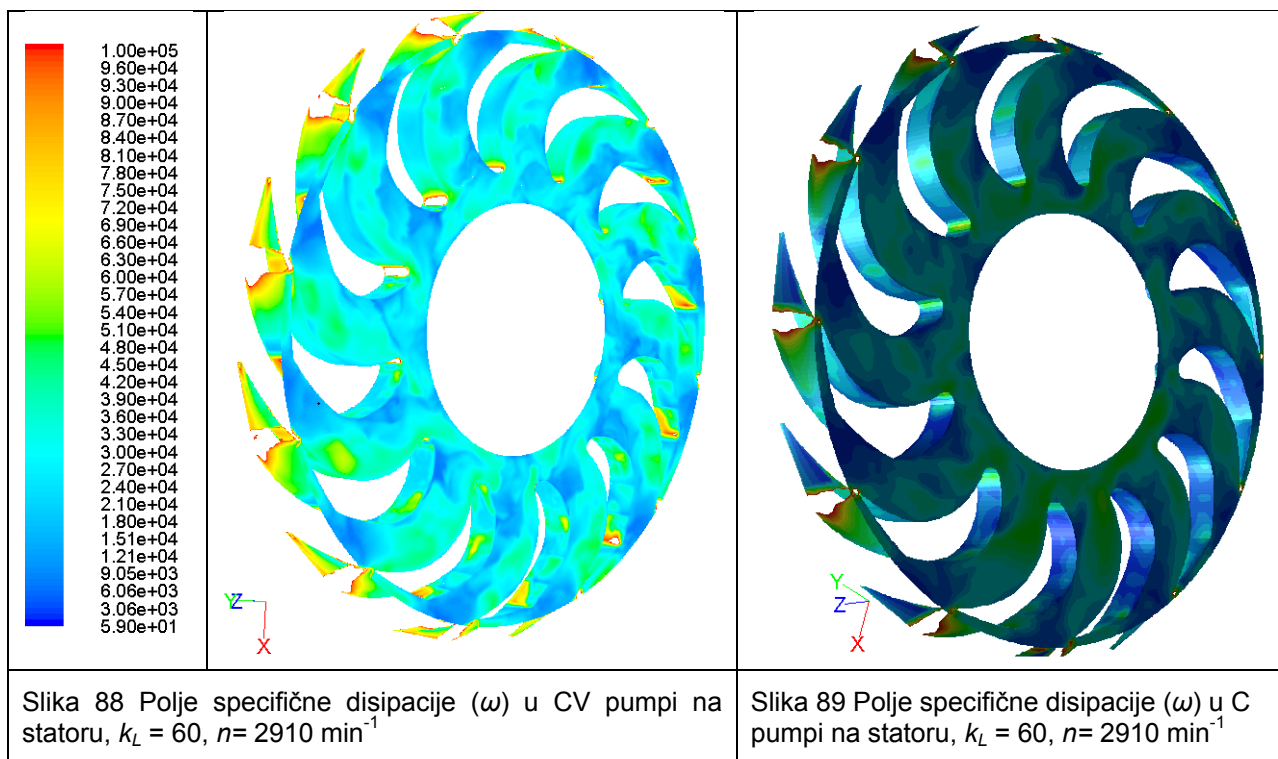 1.00e+05
9.60e+04
9.30e+04
9.00e+04
8.70e+04
8.40e+04
8.10e+04
7.80e+04
7.50e+04
7.20e+04
6.90e+04
6.60e+04
6.30e+04
6.00e+04
5.70e+04
5.40e+04
5.10e+04
4.80e+04
4.50e+04
4.20e+04
3.90e+04
3.60e+04
3.30e+04
3.00e+04
2.70e+04
2.40e+04
2.10e+04
1.80e+04
1.51e+04
1.21e+04
9.05e+03
6.06e+03
3.06e+03
5.90e+01
Y Z
X
Y
Z
X
Slika 88 Polje specifične disipacije (ω) u CV pumpi na
statoru, k_L = 60, n= 2910 min⁻¹
Slika 89 Polje specifične disipacije (ω) u C
pumpi na statoru, k_L = 60, n= 2910 min⁻¹